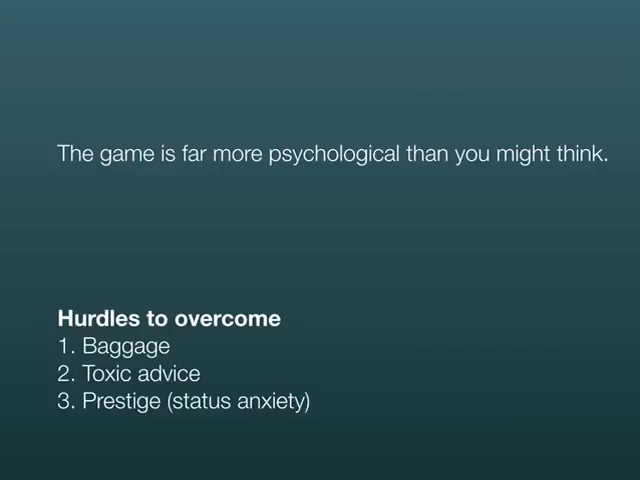 The game is far more psychological than you might think.
Hurdles to overcome
1. Baggage
2. Toxic advice
3. Prestige (status anxiety)